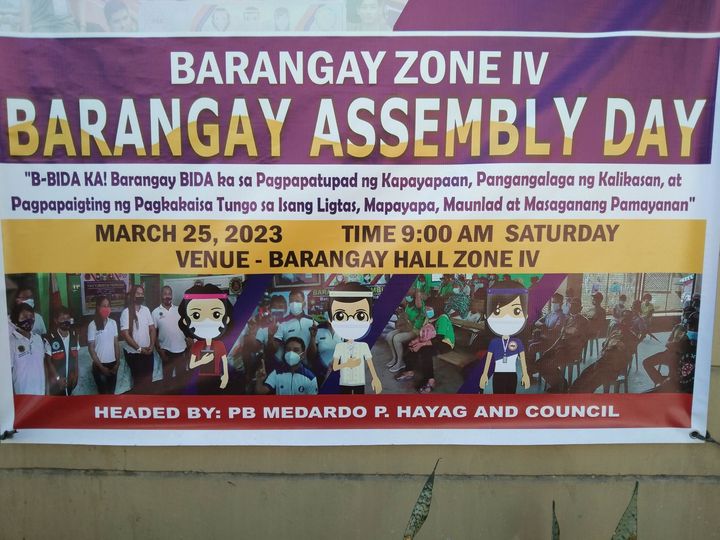 BARANGAY ZONE IV
BARANGAY ASSEMBLY DAY
"B-BIDA KA! Barangay BIDA ka sa Pagpapatupad ng Kapayapaan, Pangangalaga ng Kalikasan, at
Pagpapaigting ng Pagkakaisa Tungo sa Isang Ligtas, Mapayapa, Maunlad at Masaganang Pamayanan"
MARCH 25, 2023 TIME 9:00 AM SATURDAY
VENUE - BARANGAY HALL ZONE IV
HEADED BY: PB MEDARDO P. HAYAG AND COUNCIL